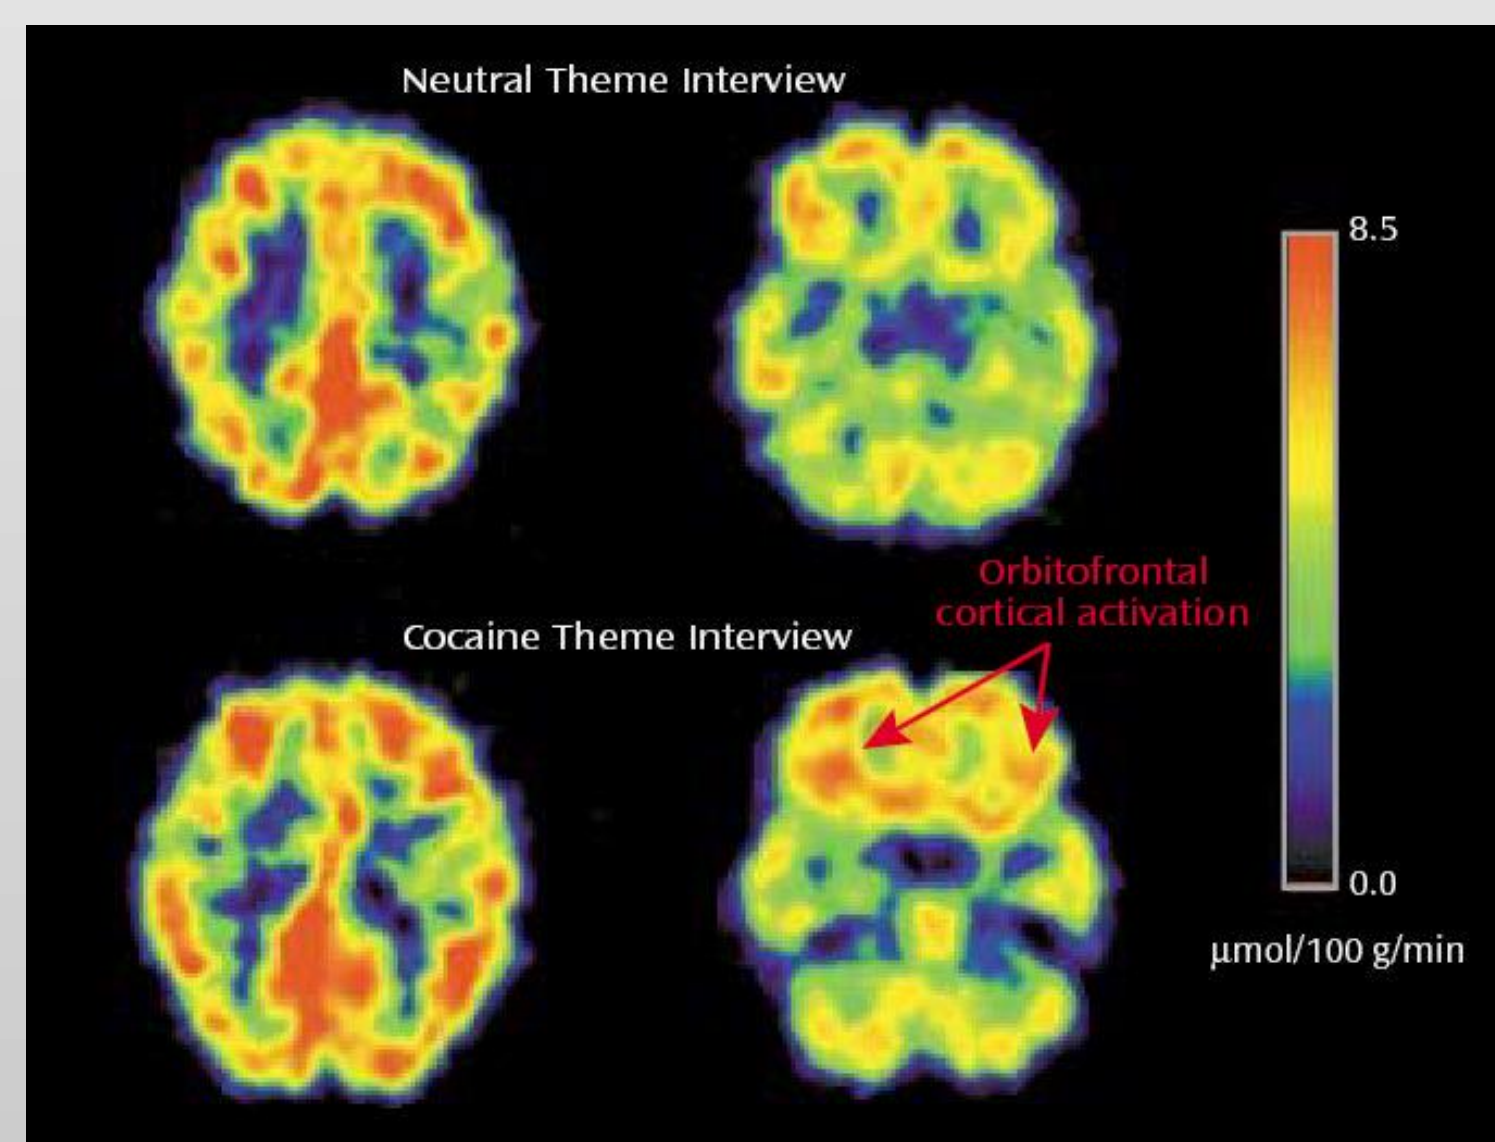 Neutral Theme Interview
8.5
Orbitofrontal
cortical activation
Cocaine Theme Interview
0.0
μmol/100 g/min